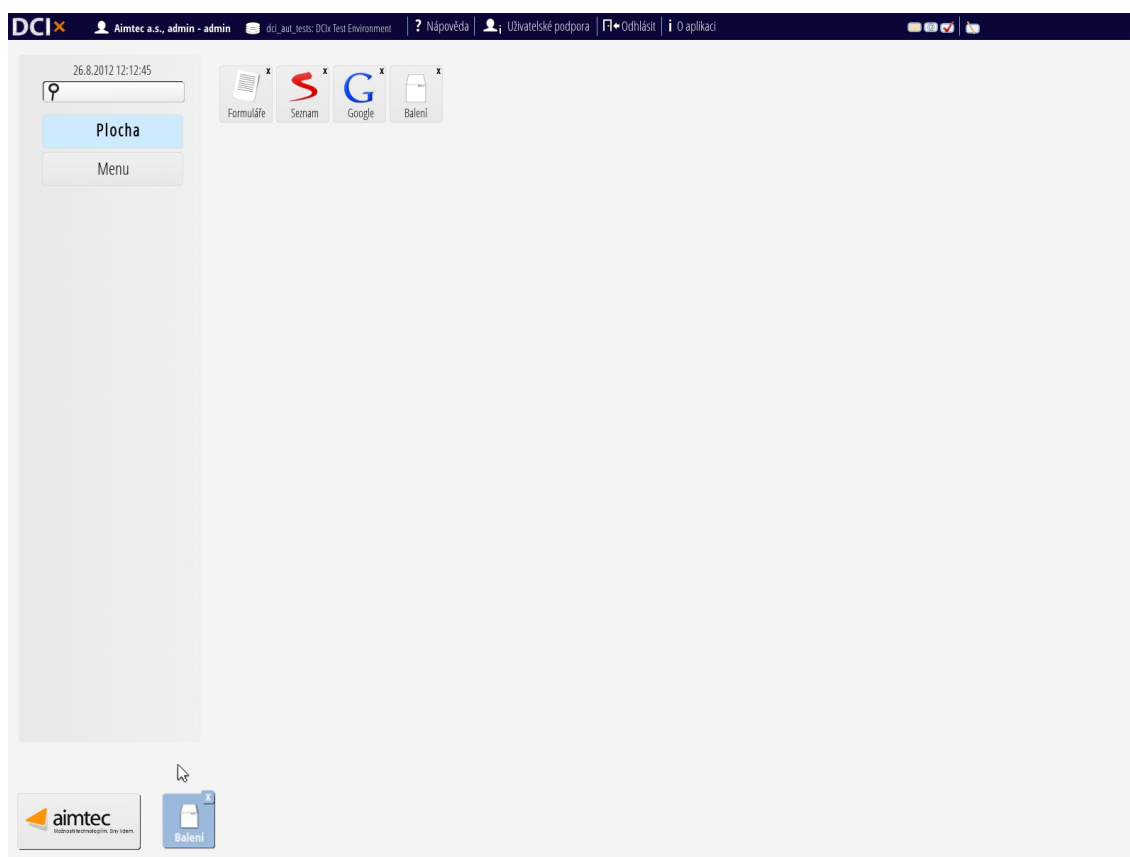 DCIx Aimtec a.s., admin - admin dci_aut_tests: DCIx Test Environment ? Nápověda Uživatelské podpora Odhlásit i O aplikaci
26.8.2012 12:12:45
Plocha
Menu
x x x x
Formuláře Seznam Google Balení
aimtec
x
Balení